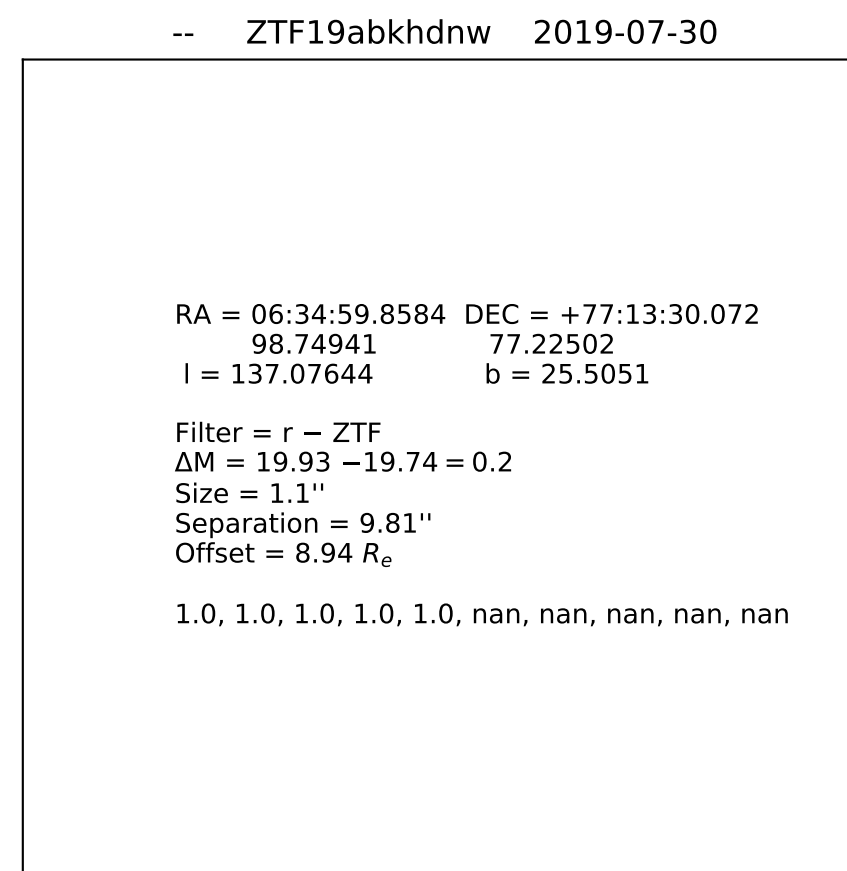 -- ZTF19abkhdnw 2019-07-30
RA = 06:34:59.8584 DEC = +77:13:30.072
98.74941 77.22502
l = 137.07644 b = 25.5051
Filter = r − ZTF
ΔM = 19.93 −19.74 = 0.2
Size = 1.1''
Separation = 9.81''
Offset = 8.94 Rₑ
1.0, 1.0, 1.0, 1.0, 1.0, nan, nan, nan, nan, nan